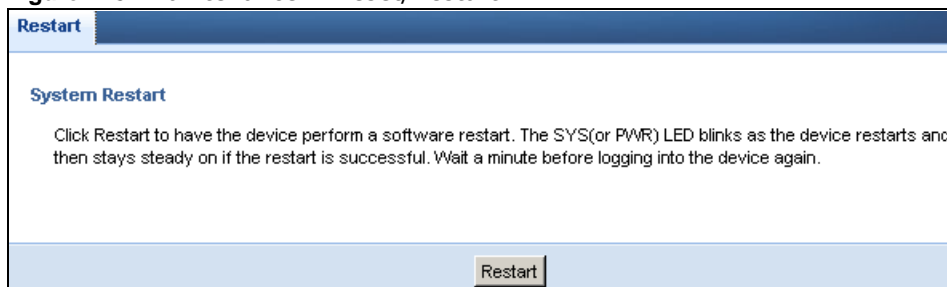 Restart
System Restart
Click Restart to have the device perform a software restart. The SYS(or PWR) LED blinks as the device restarts and
then stays steady on if the restart is successful. Wait a minute before logging into the device again.
Restart